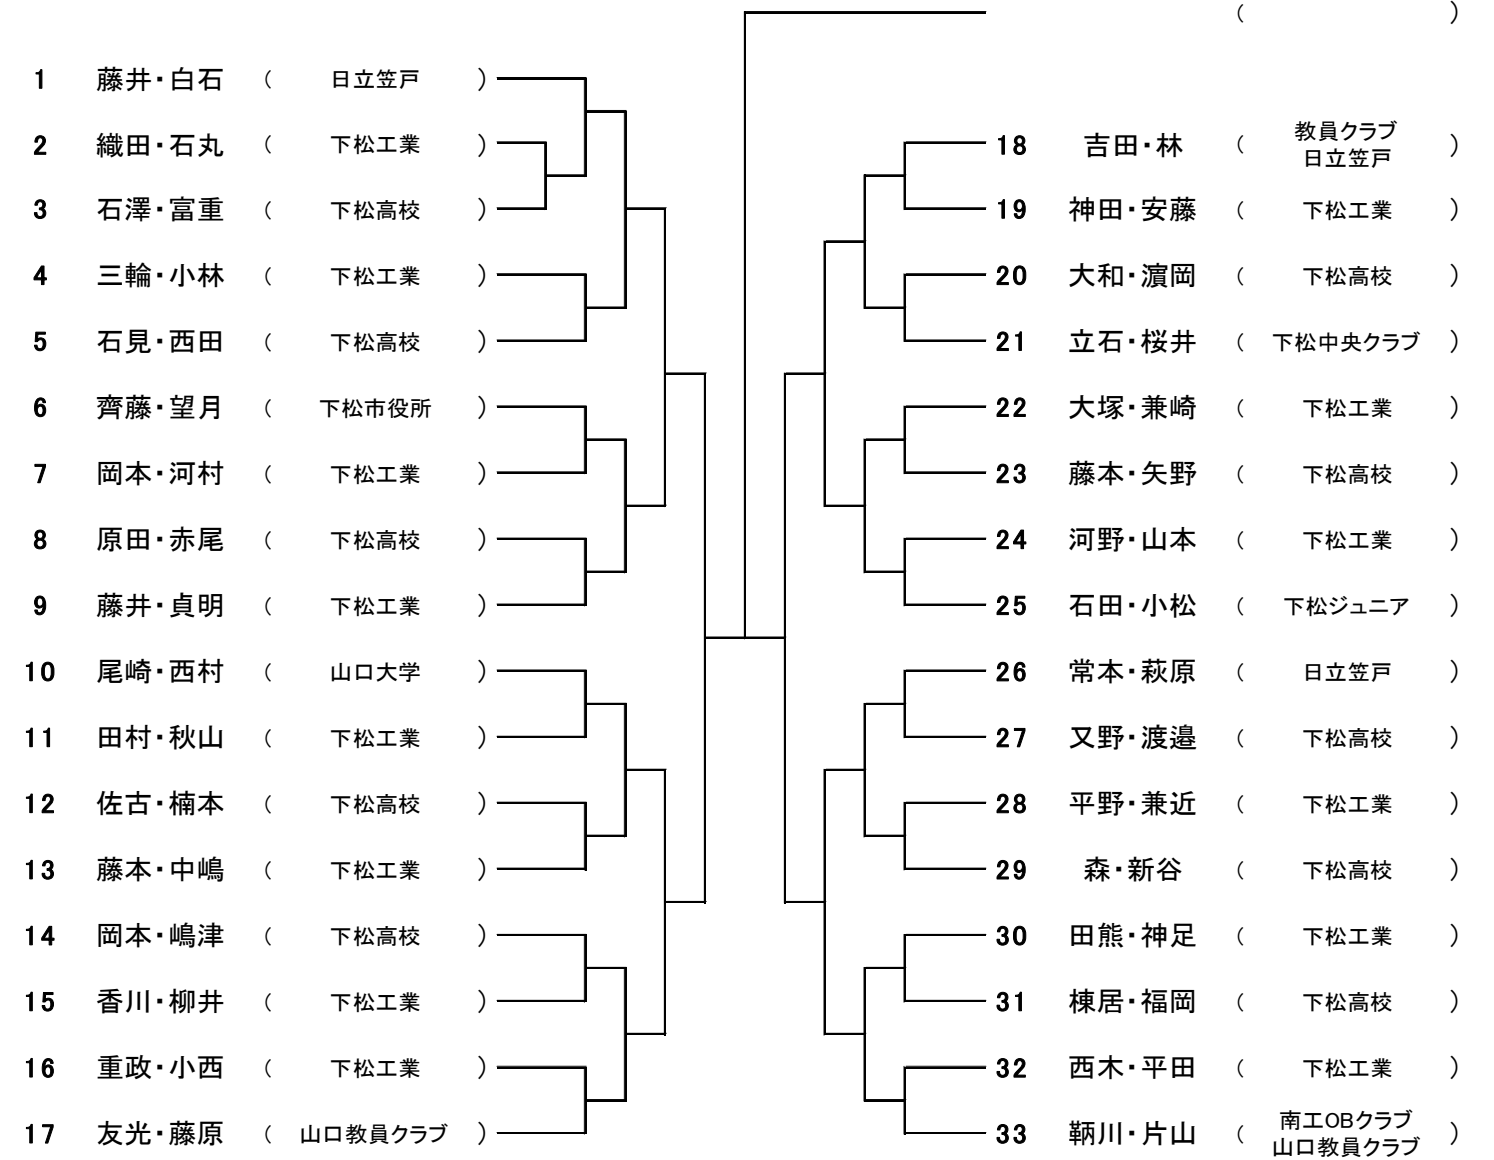 ( )
1 藤井・白石 ( 日立笠戸 )
2 織田・石丸 ( 下松工業 )
3 石澤・富重 ( 下松高校 )
4 三輪・小林 ( 下松工業 )
5 石見・西田 ( 下松高校 )
6 齊藤・望月 ( 下松市役所 )
7 岡本・河村 ( 下松工業 )
8 原田・赤尾 ( 下松高校 )
9 藤井・貞明 ( 下松工業 )
10 尾崎・西村 ( 山口大学 )
11 田村・秋山 ( 下松工業 )
12 佐古・楠本 ( 下松高校 )
13 藤本・中嶋 ( 下松工業 )
14 岡本・嶋津 ( 下松高校 )
15 香川・柳井 ( 下松工業 )
16 重政・小西 ( 下松工業 )
17 友光・藤原 ( 山口教員クラブ )
18 吉田・林 ( 教員クラブ
日立笠戸 )
19 神田・安藤 ( 下松工業 )
20 大和・濵岡 ( 下松高校 )
21 立石・桜井 ( 下松中央クラブ )
22 大塚・兼崎 ( 下松工業 )
23 藤本・矢野 ( 下松高校 )
24 河野・山本 ( 下松工業 )
25 石田・小松 ( 下松ジュニア )
26 常本・萩原 ( 日立笠戸 )
27 又野・渡邉 ( 下松高校 )
28 平野・兼近 ( 下松工業 )
29 森・新谷 ( 下松高校 )
30 田熊・神足 ( 下松工業 )
31 棟居・福岡 ( 下松高校 )
32 西木・平田 ( 下松工業 )
33 鞆川・片山 ( 南工OBクラブ
山口教員クラブ )